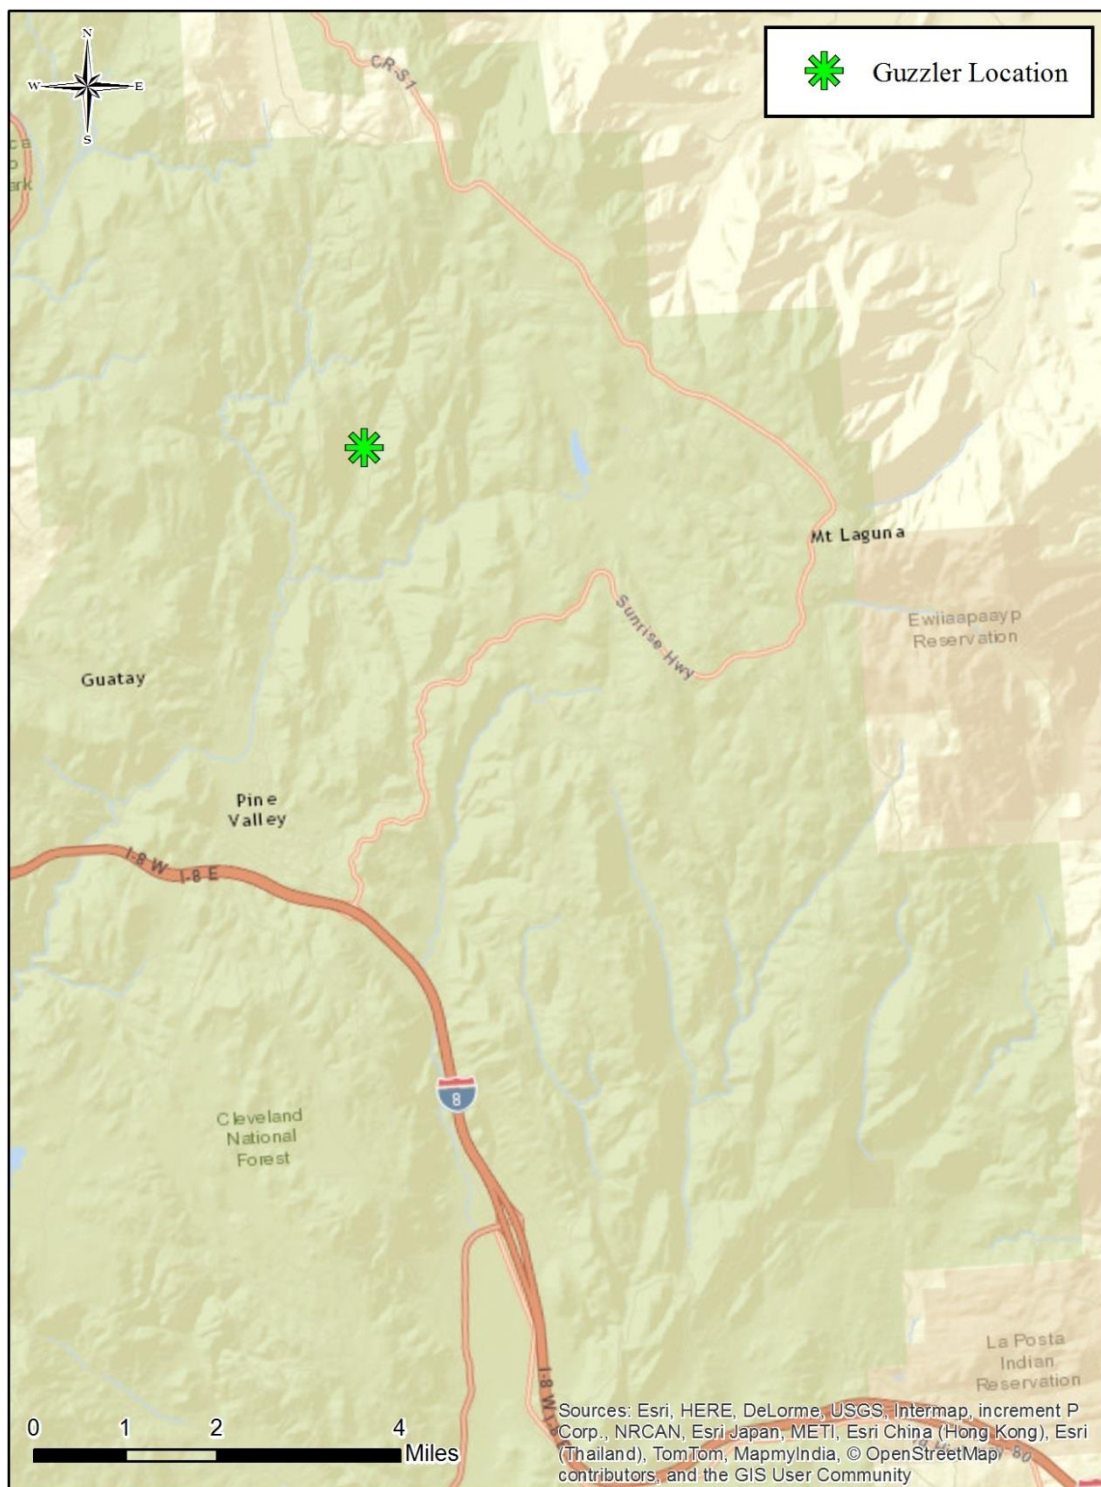 N
W E
S
Guzzler Location
CR-S1
Mt Laguna
Ewiiaapaayp
Reservation
Sunrise Hwy
Guatay
Pine
Valley
I-8 W I-8 E
8
Cleveland
National
Forest
La Posta
Indian
Reservation
I-8 W
0 1 2 4
Miles
Sources: Esri, HERE, DeLorme, USGS, Intermap, increment P
Corp., NRCAN, Esri Japan, METI, Esri China (Hong Kong), Esri
(Thailand), TomTom, MapmyIndia, © OpenStreetMap
contributors, and the GIS User Community